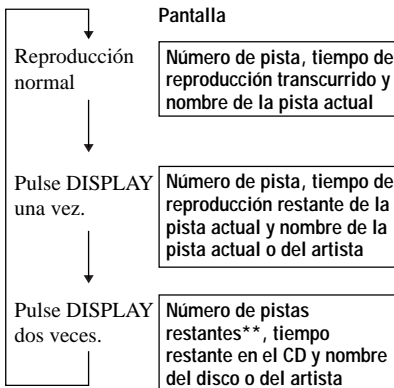 Pantalla
Reproducción
normal
Número de pista, tiempo de
reproducción transcurrido y
nombre de la pista actual
Pulse DISPLAY
una vez.
Número de pista, tiempo de
reproducción restante de la
pista actual y nombre de la
pista actual o del artista
Pulse DISPLAY
dos veces.
Número de pistas
restantes**, tiempo
restante en el CD y nombre
del disco o del artista